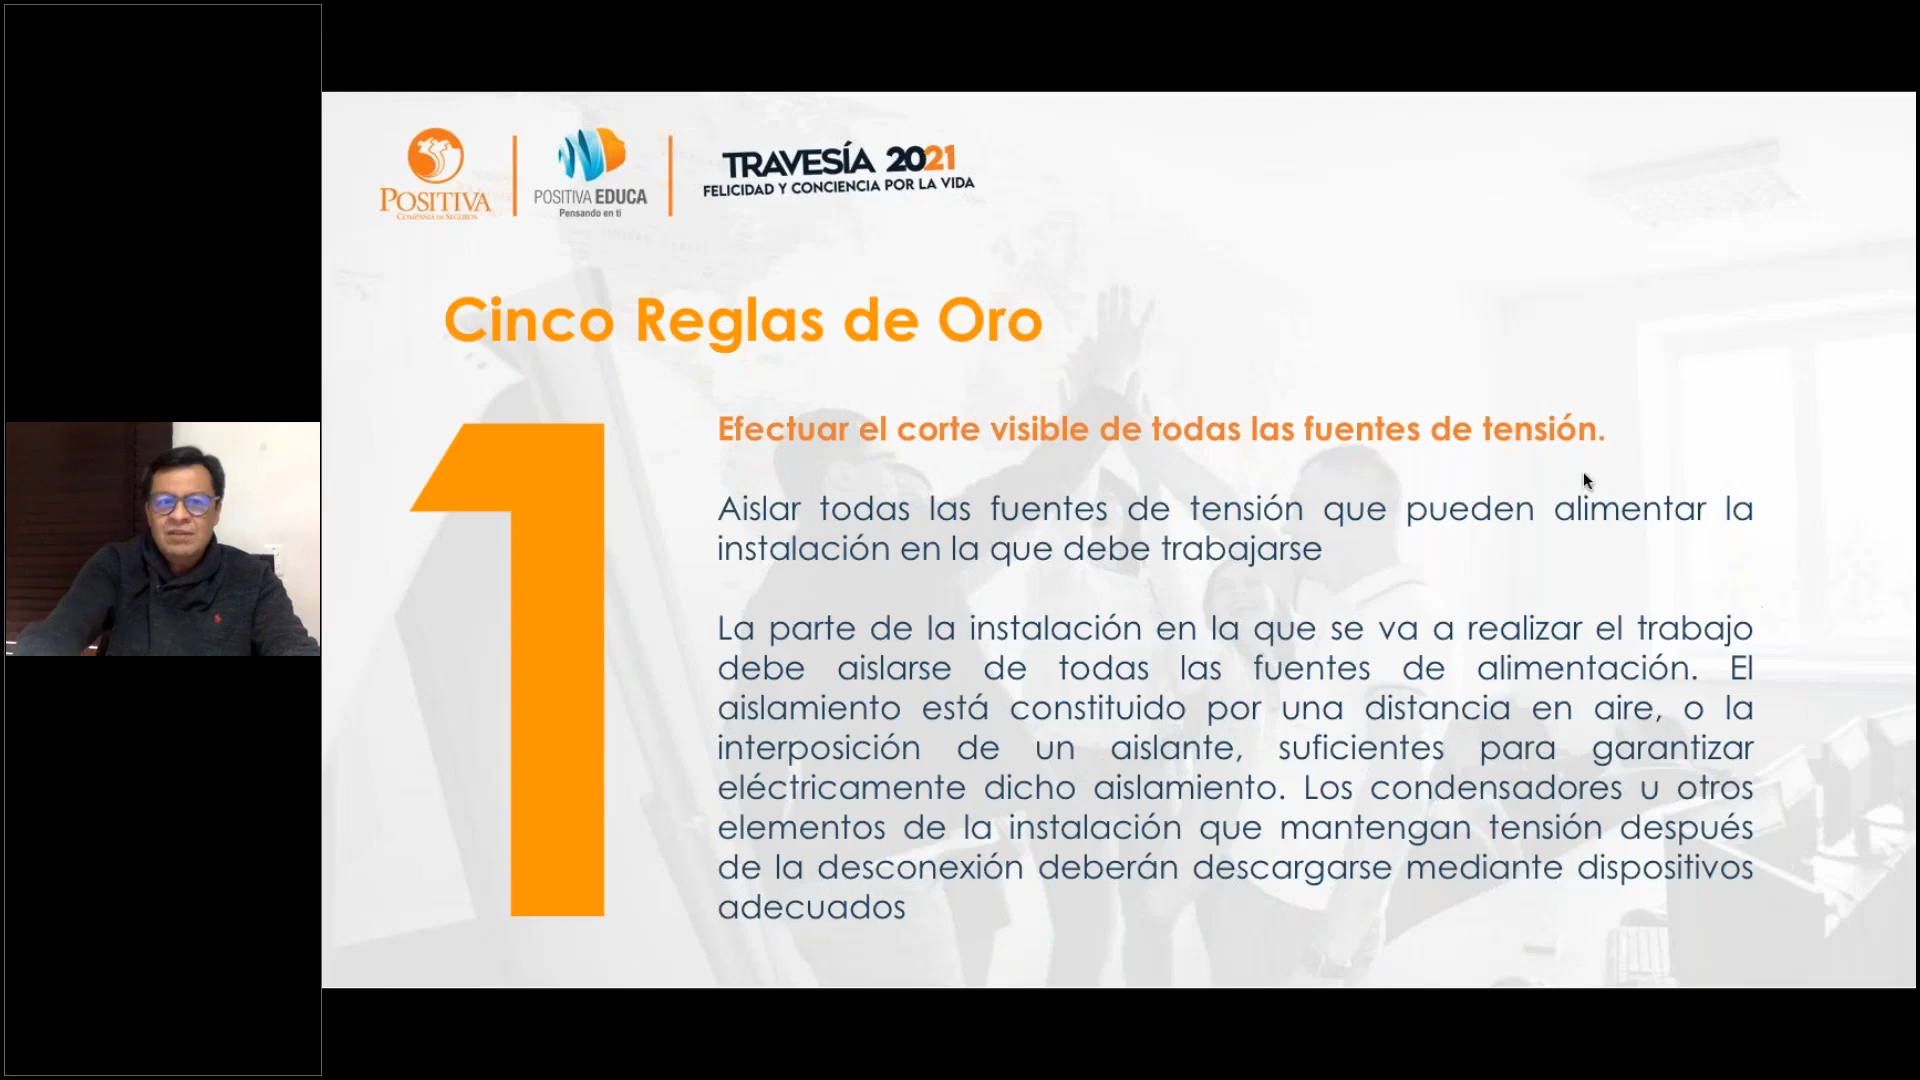 POSITIVA
COMPAÑÍA DE SEGUROS
POSITIVA EDUCA
Pensando en ti
TRAVESÍA 2021
FELICIDAD Y CONCIENCIA POR LA VIDA
Cinco Reglas de Oro
1
Efectuar el corte visible de todas las fuentes de tensión.
Aislar todas las fuentes de tensión que pueden alimentar la
instalación en la que debe trabajarse
La parte de la instalación en la que se va a realizar el trabajo
debe aislarse de todas las fuentes de alimentación. El
aislamiento está constituido por una distancia en aire, o la
interposición de un aislante, suficientes para garantizar
eléctricamente dicho aislamiento. Los condensadores u otros
elementos de la instalación que mantengan tensión después
de la desconexión deberán descargarse mediante dispositivos
adecuados